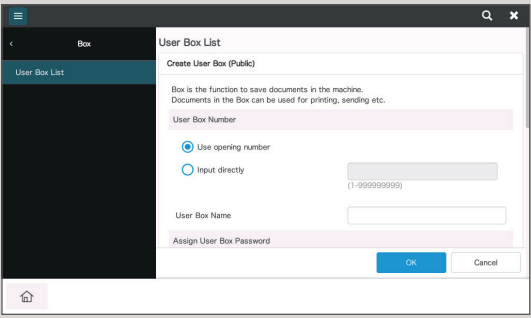 Box
User Box List
User Box List
Create User Box (Public)
Box is the function to save documents in the machine.
Documents in the Box can be used for printing, sending etc.
User Box Number
Use opening number
Input directly
(1-999999999)
User Box Name
Assign User Box Password
OK
Cancel